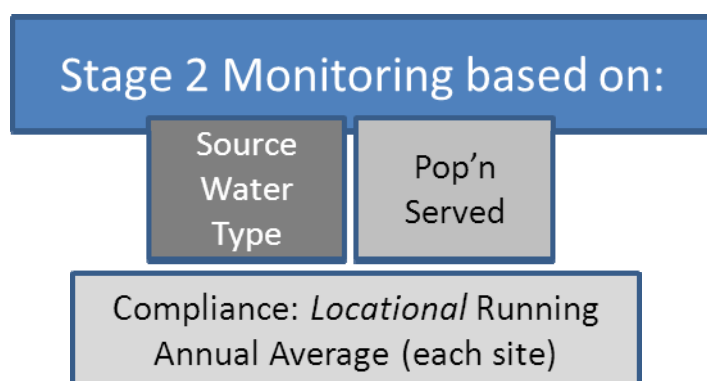 Stage 2 Monitoring based on:
Source
Water
Type
Pop’n
Served
Compliance: Locational Running
Annual Average (each site)